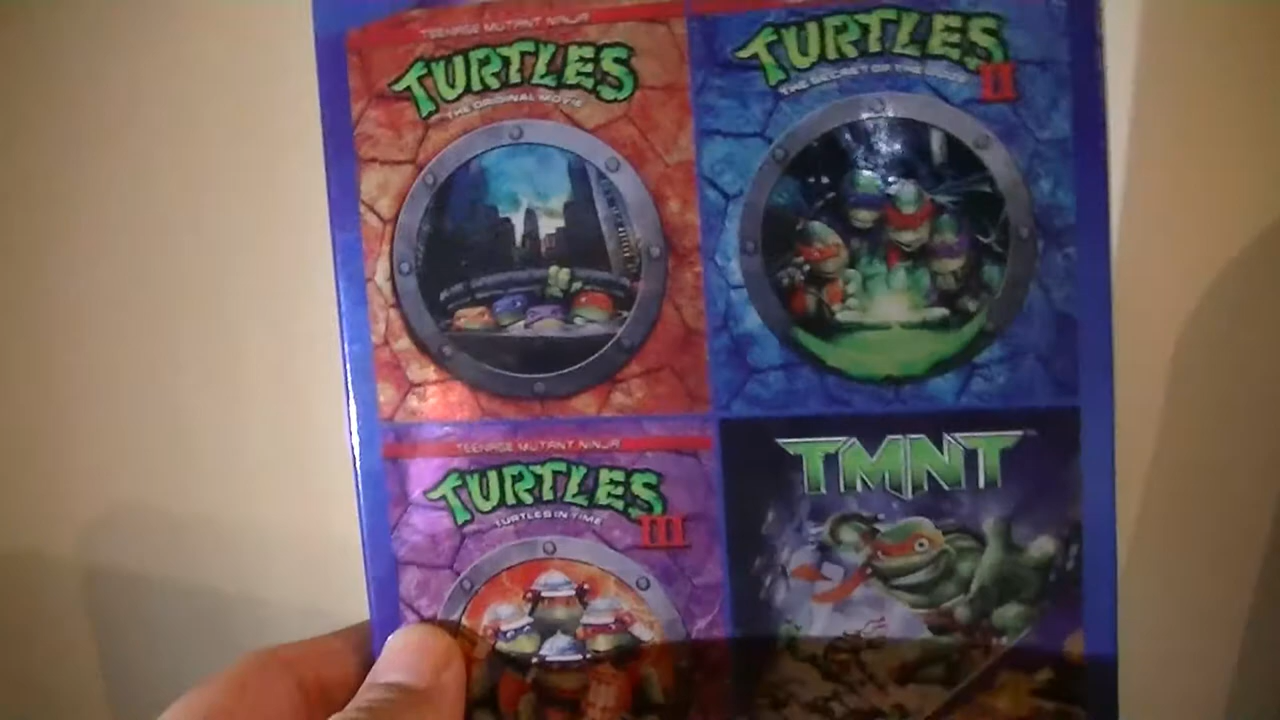 TEENAGE MUTANT NINJA
TURTLES
THE ORIGINAL MOVIE
TURTLES
THE SECRET OF THE OOZE
II
TEENAGE MUTANT NINJA
TURTLES
TURTLES IN TIME
III
TMNT